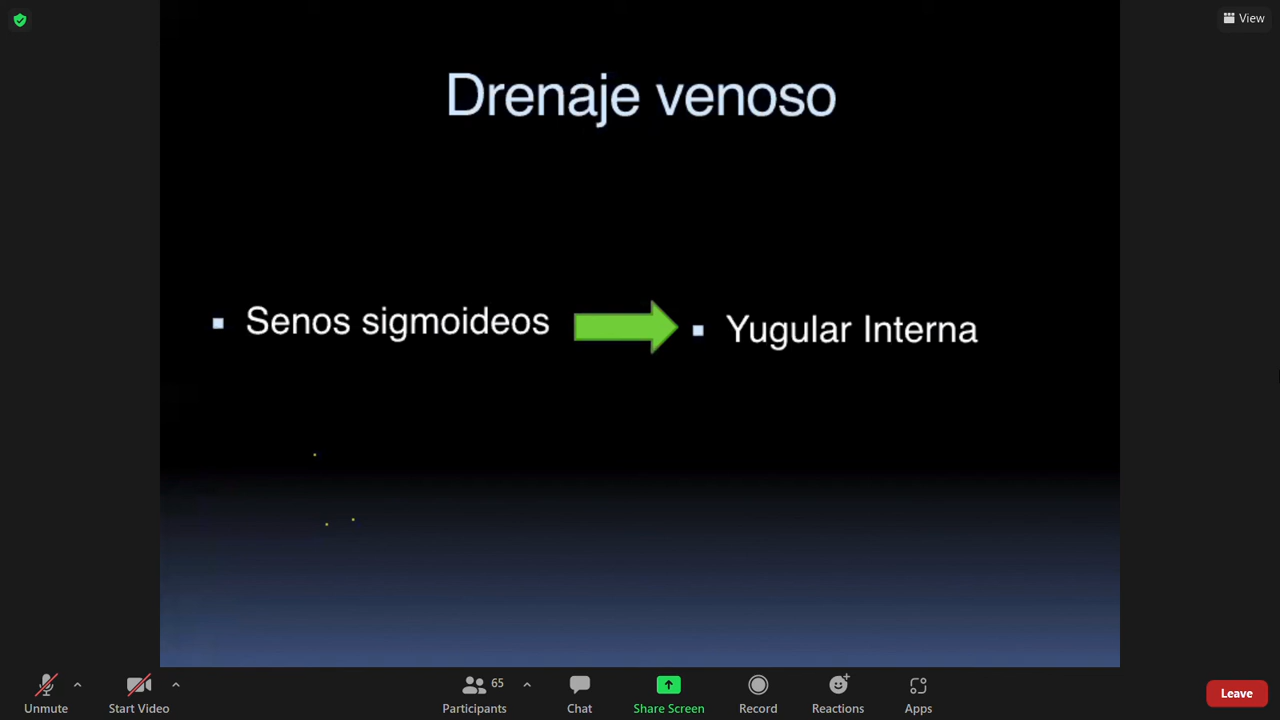 View
Drenaje venoso
Senos sigmoideos
Yugular Interna
Unmute
Start Video
65
Participants
Chat
Share Screen
Record
Reactions
Apps
Leave